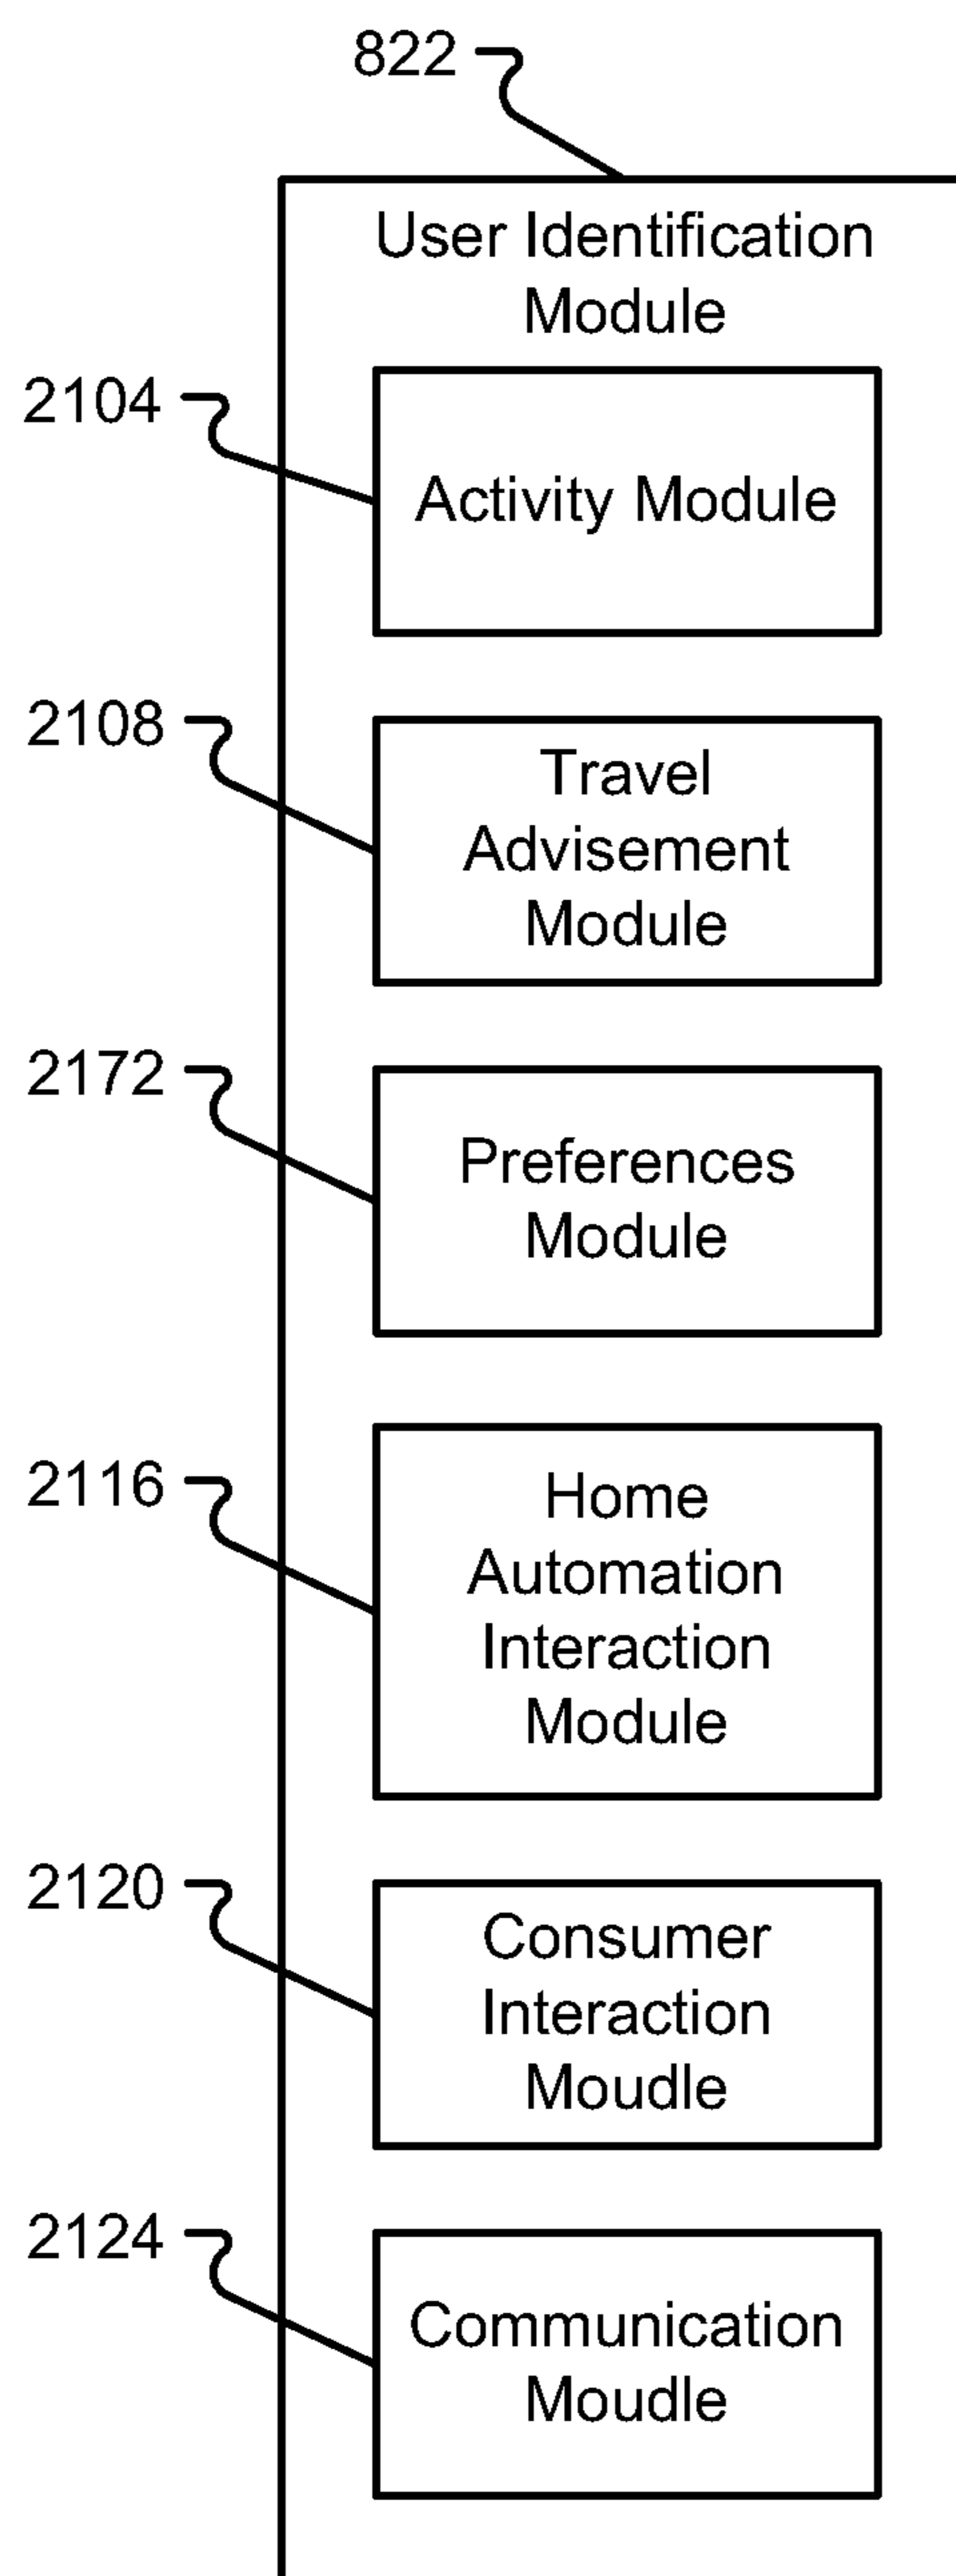 822
User Identification
Module
2104
Activity Module
2108
Travel
Advisement
Module
2172
Preferences
Module
2116
Home
Automation
Interaction
Module
2120
Consumer
Interaction
Moudle
2124
Communication
Moudle